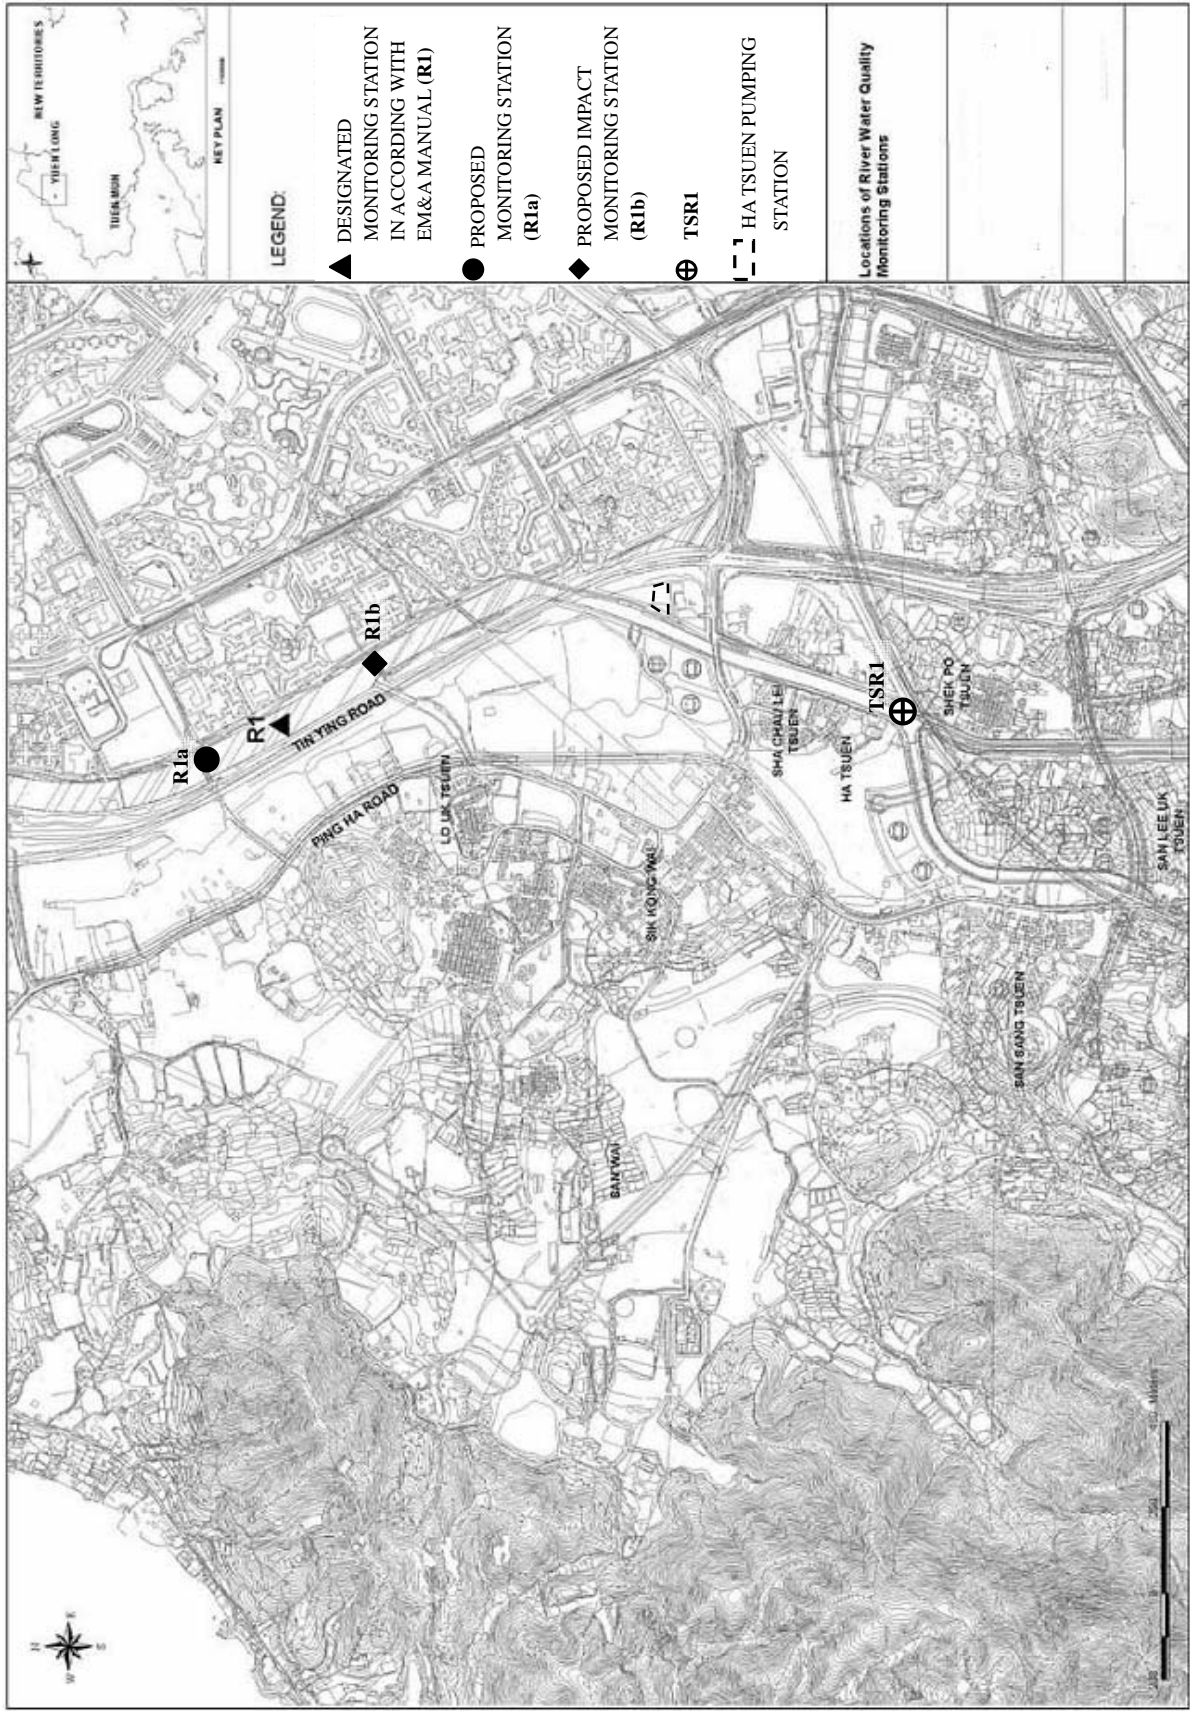 NEW TERRITORIES
YUEN LONG
TUEN MUN
KEY PLAN
LEGEND:
DESIGNATED
MONITORING STATION
IN ACCORDING WITH
EM&A MANUAL (R1)
PROPOSED
MONITORING STATION
(R1a)
PROPOSED IMPACT
MONITORING STATION
(R1b)
TSR1
HA TSUEN PUMPING
STATION
Locations of River Water Quality
Monitoring Stations
R1a
R1
R1b
TIN YING ROAD
PING HA ROAD
LO UK TSUEN
SIK KONG WAI
SHA CHAU LEI
TSUEN
HA TSUEN
TSR1
SHEK PO
TSUEN
SAN LEE UK
TSUEN
SAN SANG TSUEN
SAN WAI
N
W
E
S